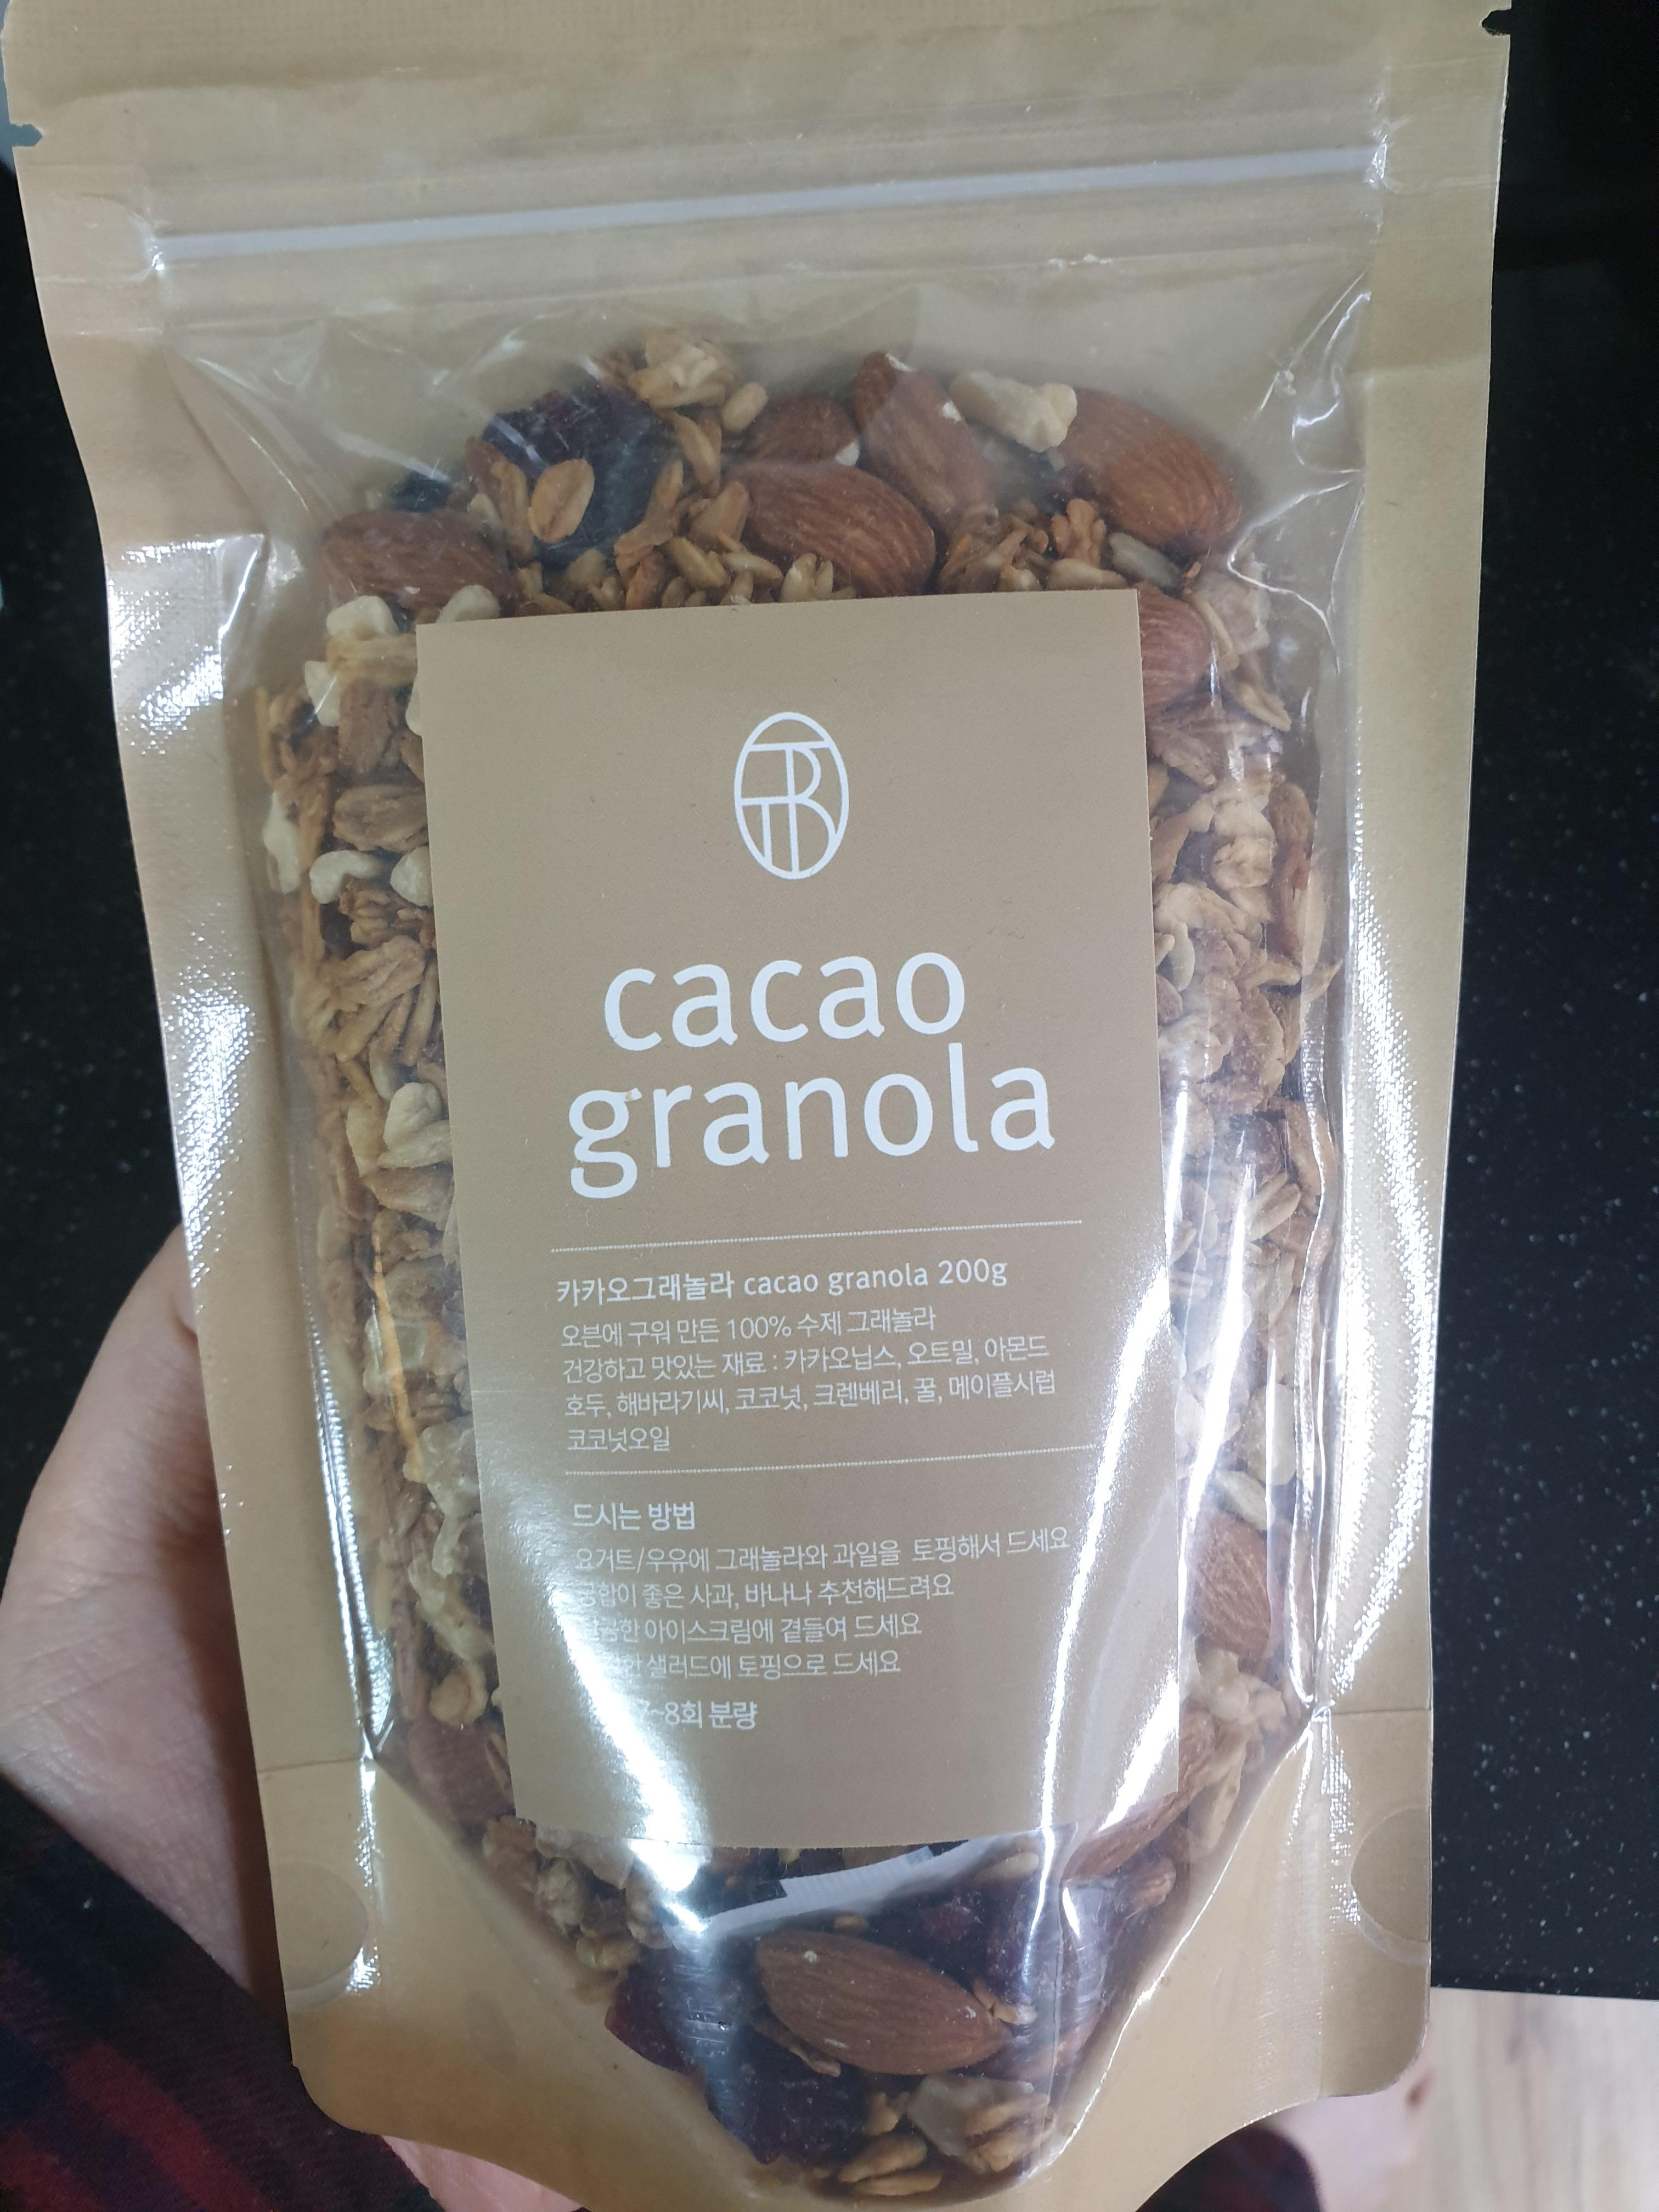 cacao
granola
카카오그래놀라 cacao granola 200g
오븐에 구워 만든 100% 수제 그래놀라
건강하고 맛있는 재료 : 카카오닙스, 오트밀, 아몬드
호두, 해바라기씨, 코코넛, 크렌베리, 꿀, 메이플시럽
코코넛오일
드시는 방법
요거트/우유에 그래놀라와 과일을 토핑해서 드세요
궁합이 좋은 사과, 바나나 추천해드려요
아이스크림에 곁들여 드세요
샐러드에 토핑으로 드세요
7~8회 분량